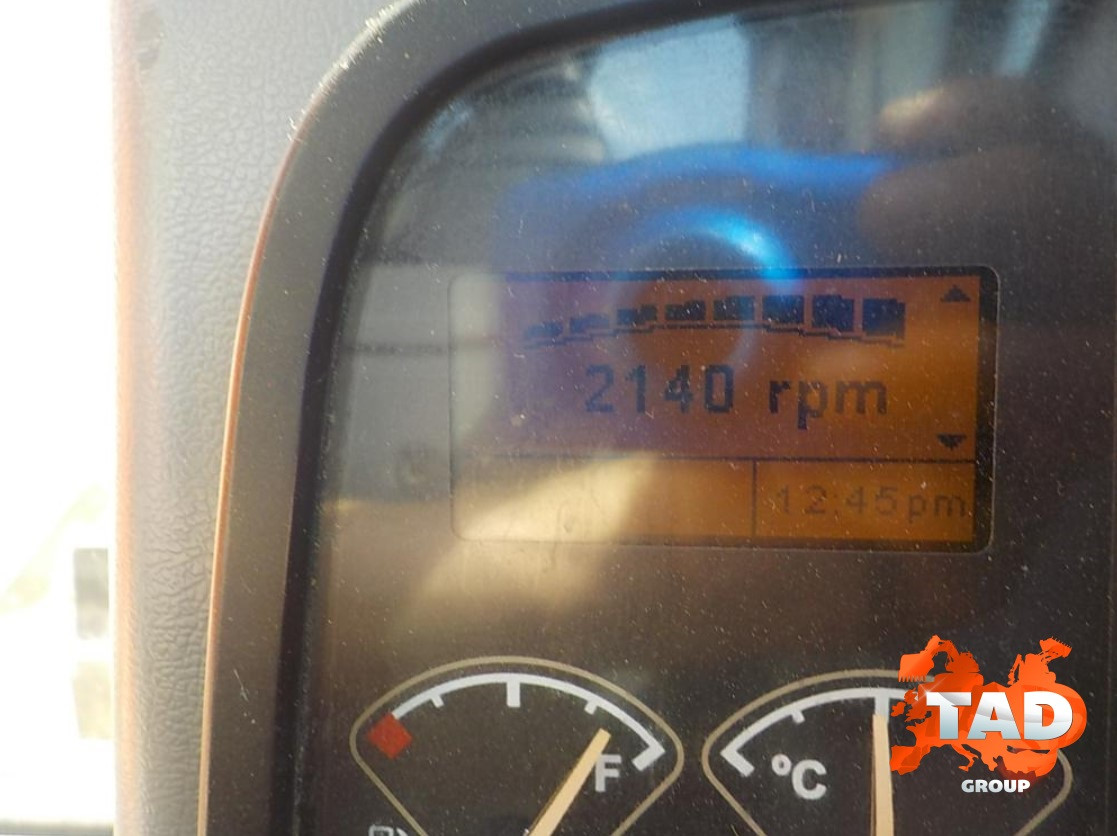 2140 rpm
12:45pm
F
°C
TAD
GROUP